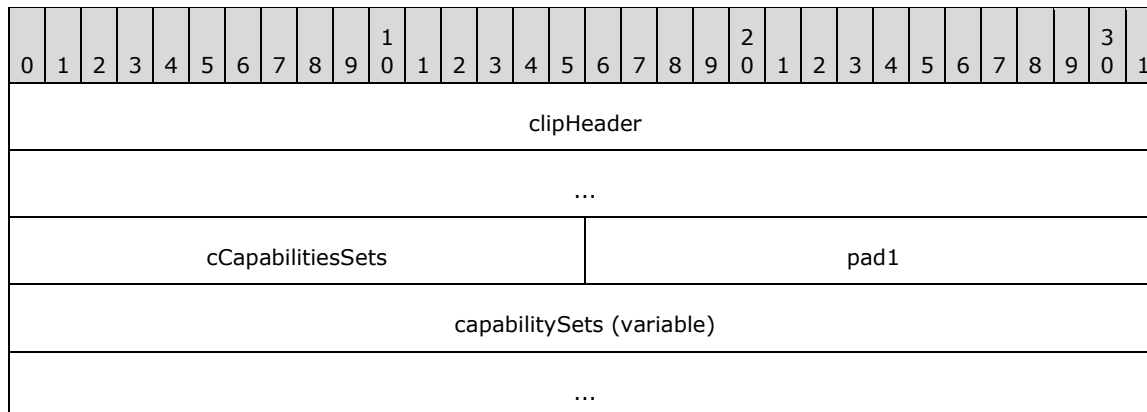 0 1 2 3 4 5 6 7 8 9 1 0 1 2 3 4 5 6 7 8 9 2 0 1 2 3 4 5 6 7 8 9 3 0 1
clipHeader
...
cCapabilitiesSets pad1
capabilitySets (variable)
...